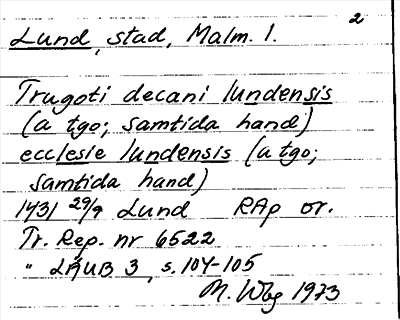 2
Lund, stad, Malm. l.
Trugoti decani lundensis
(a tgo; samtida hand)
ecclesie lundensis (a tgo;
samtida hand)
1431 29/9 Lund RAp or.
Tr. Rep. nr 6522
" LÄUB 3, s. 104-105
M. Wbg 1973